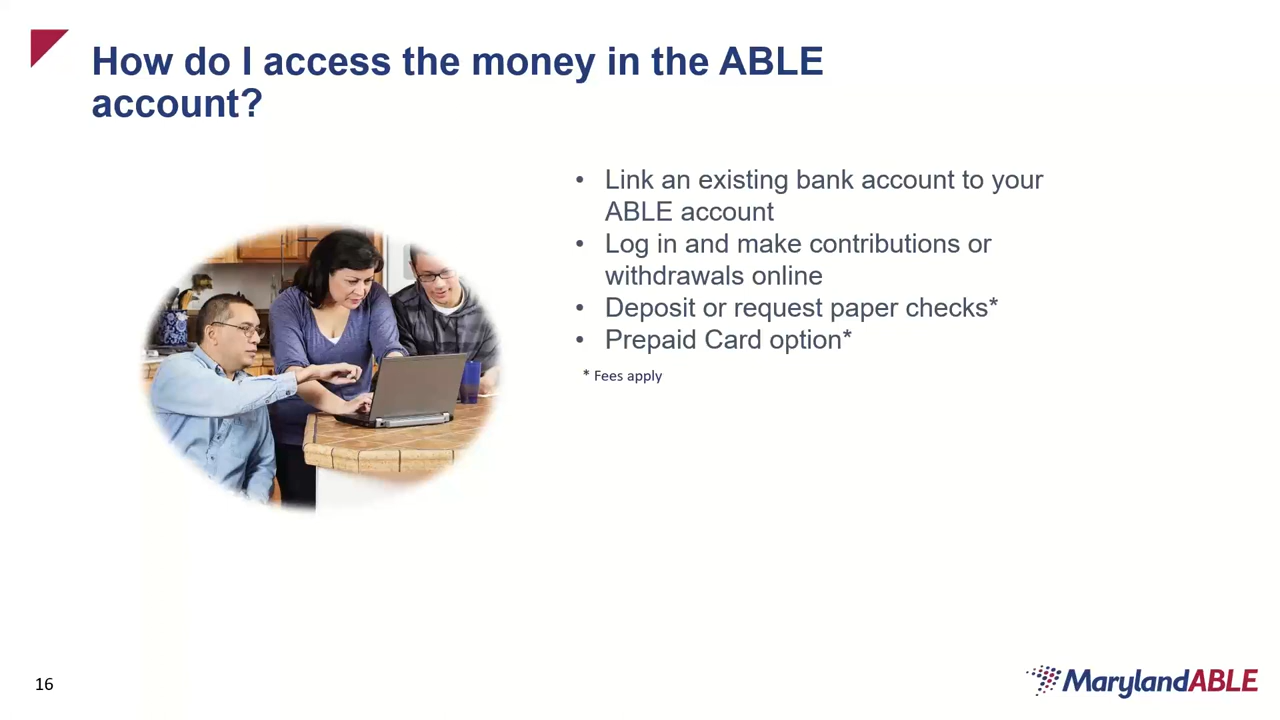 How do I access the money in the ABLE
account?
• Link an existing bank account to your
ABLE account
• Log in and make contributions or
withdrawals online
• Deposit or request paper checks*
• Prepaid Card option*
* Fees apply
16
MarylandABLE